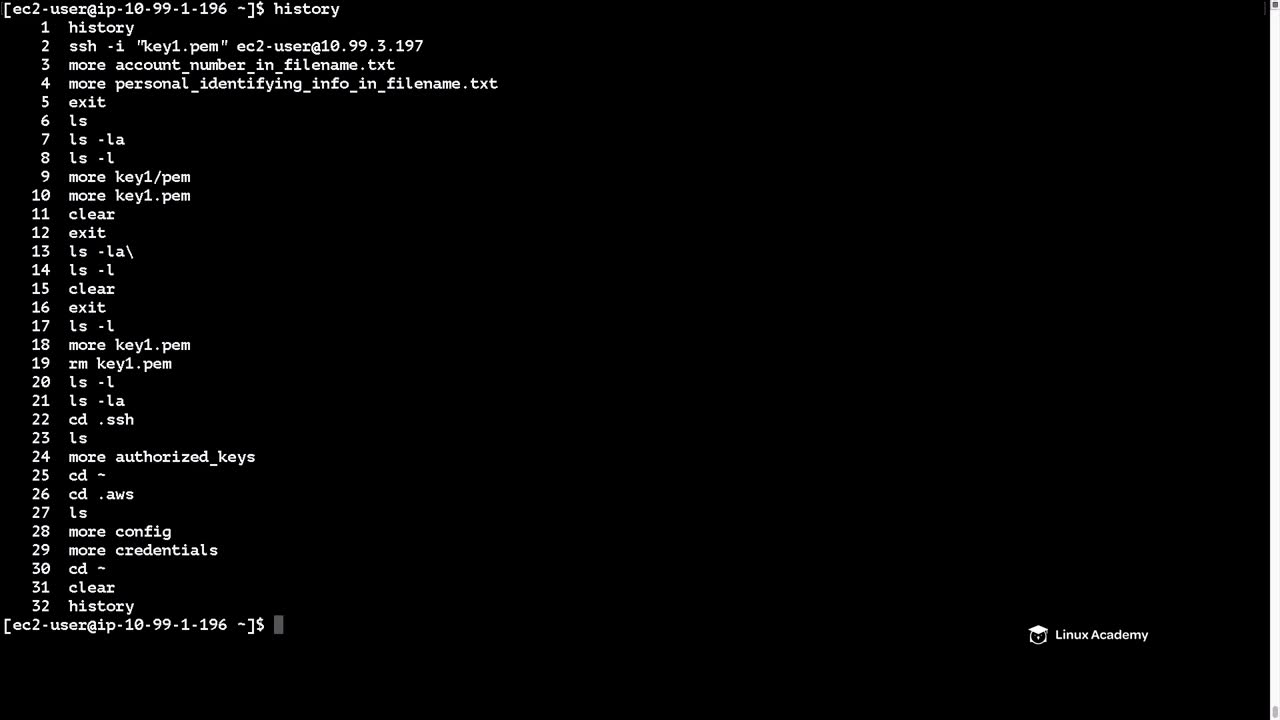 [ec2-user@ip-10-99-1-196 ~]$ history
    1  history
    2  ssh -i "key1.pem" ec2-user@10.99.3.197
    3  more account_number_in_filename.txt
    4  more personal_identifying_info_in_filename.txt
    5  exit
    6  ls
    7  ls -la
    8  ls -l
    9  more key1/pem
   10  more key1.pem
   11  clear
   12  exit
   13  ls -la\
   14  ls -l
   15  clear
   16  exit
   17  ls -l
   18  more key1.pem
   19  rm key1.pem
   20  ls -l
   21  ls -la
   22  cd .ssh
   23  ls
   24  more authorized_keys
   25  cd ~
   26  cd .aws
   27  ls
   28  more config
   29  more credentials
   30  cd ~
   31  clear
   32  history
[ec2-user@ip-10-99-1-196 ~]$
Linux Academy